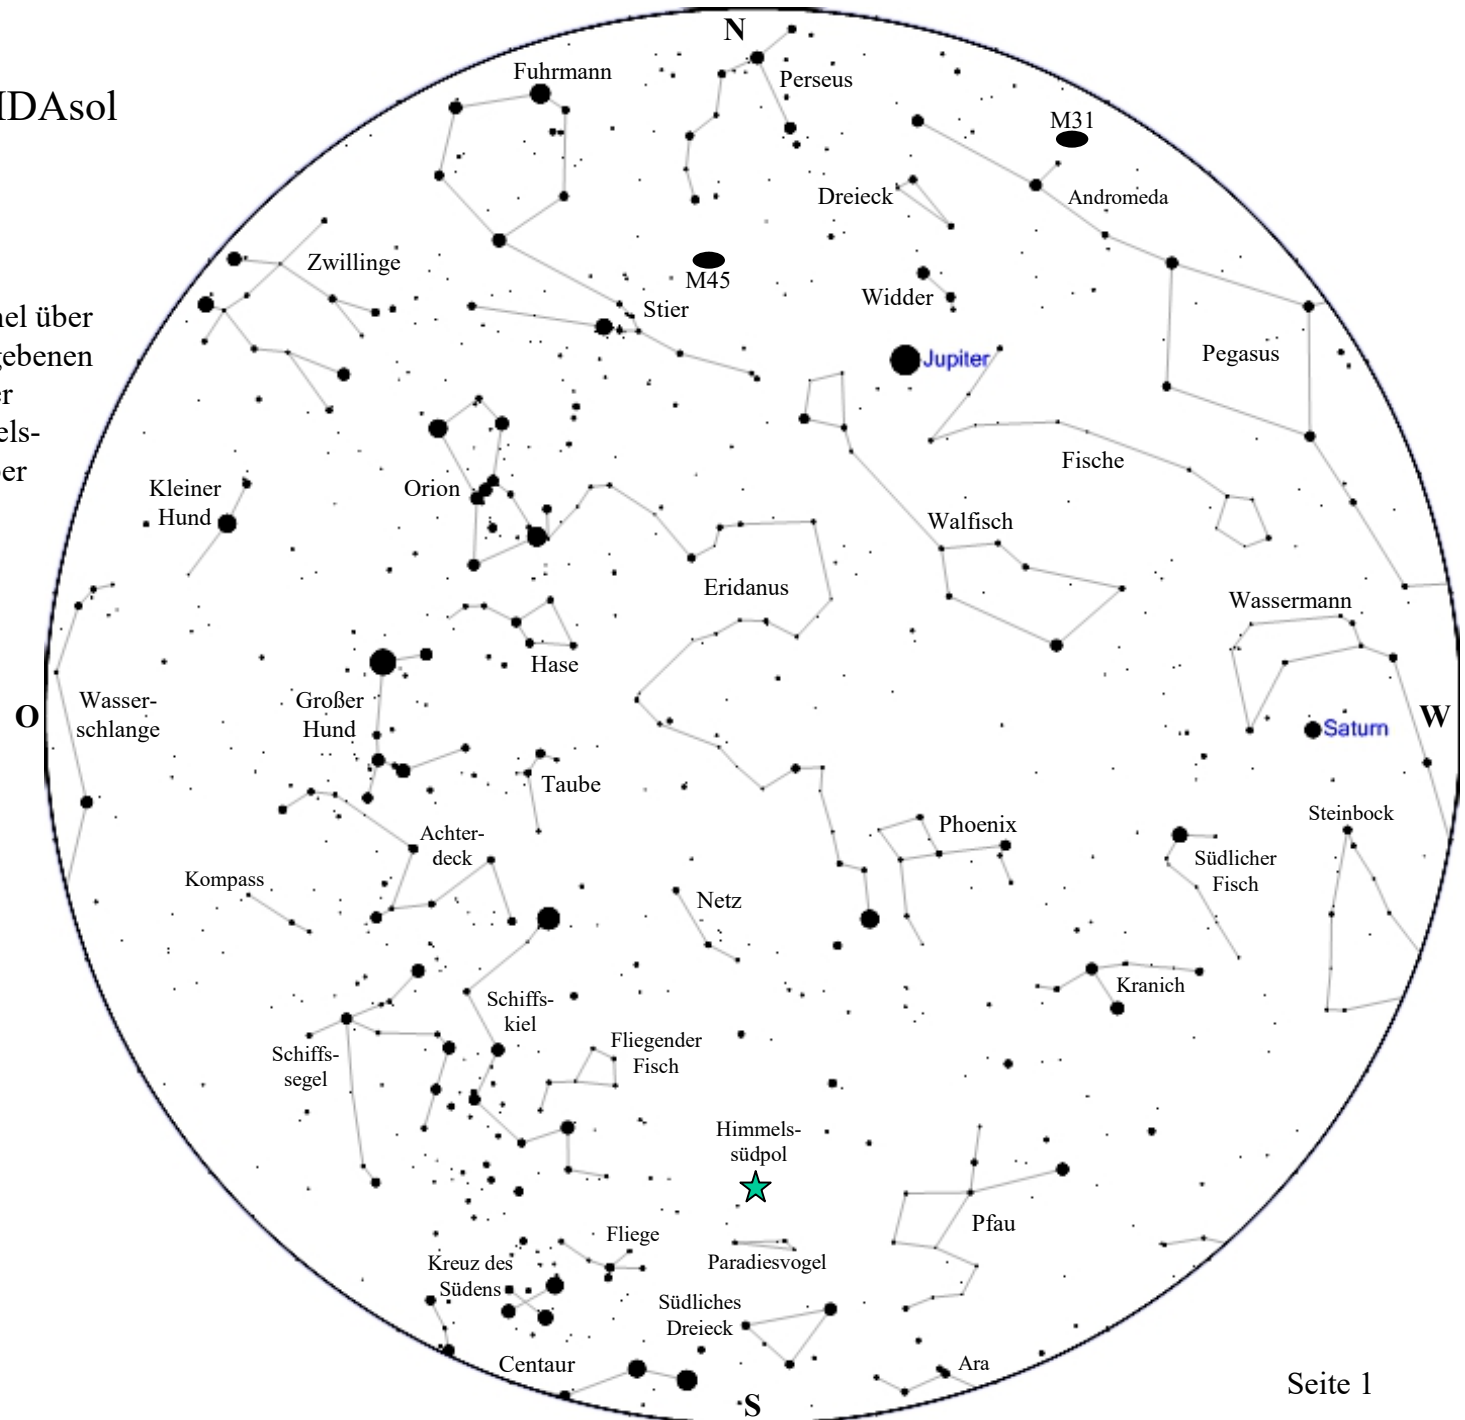 N
Fuhrmann
Perseus
IDAsol
M31
Dreieck
Andromeda
Zwillinge
M45
Widder
Stier
nel über
gebenen
er
els-
er
Jupiter
Pegasus
Fische
Kleiner
Hund
Orion
Walfisch
Eridanus
Wassermann
Hase
Wasser-
schlange
Großer
Hund
O
W
Saturn
Taube
Steinbock
Achter-
deck
Phoenix
Südlicher
Fisch
Kompass
Netz
Kranich
Schiffs-
kiel
Schiffs-
segel
Fliegender
Fisch
Himmels-
südpol
Pfau
Fliege
Kreuz des
Südens
Paradiesvogel
Südliches
Dreieck
Centaur
Ara
Seite 1
S